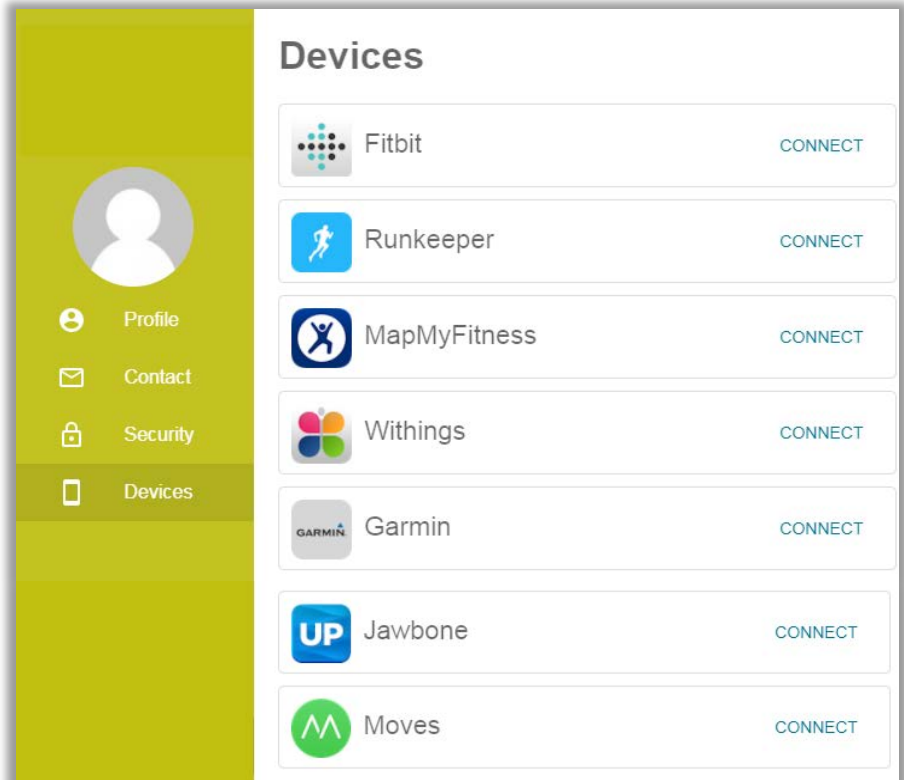 Devices
Fitbit
CONNECT
Runkeeper
CONNECT
MapMyFitness
CONNECT
Withings
CONNECT
GARMIN
Garmin
CONNECT
UP
Jawbone
CONNECT
Moves
CONNECT
Profile
Contact
Security
Devices